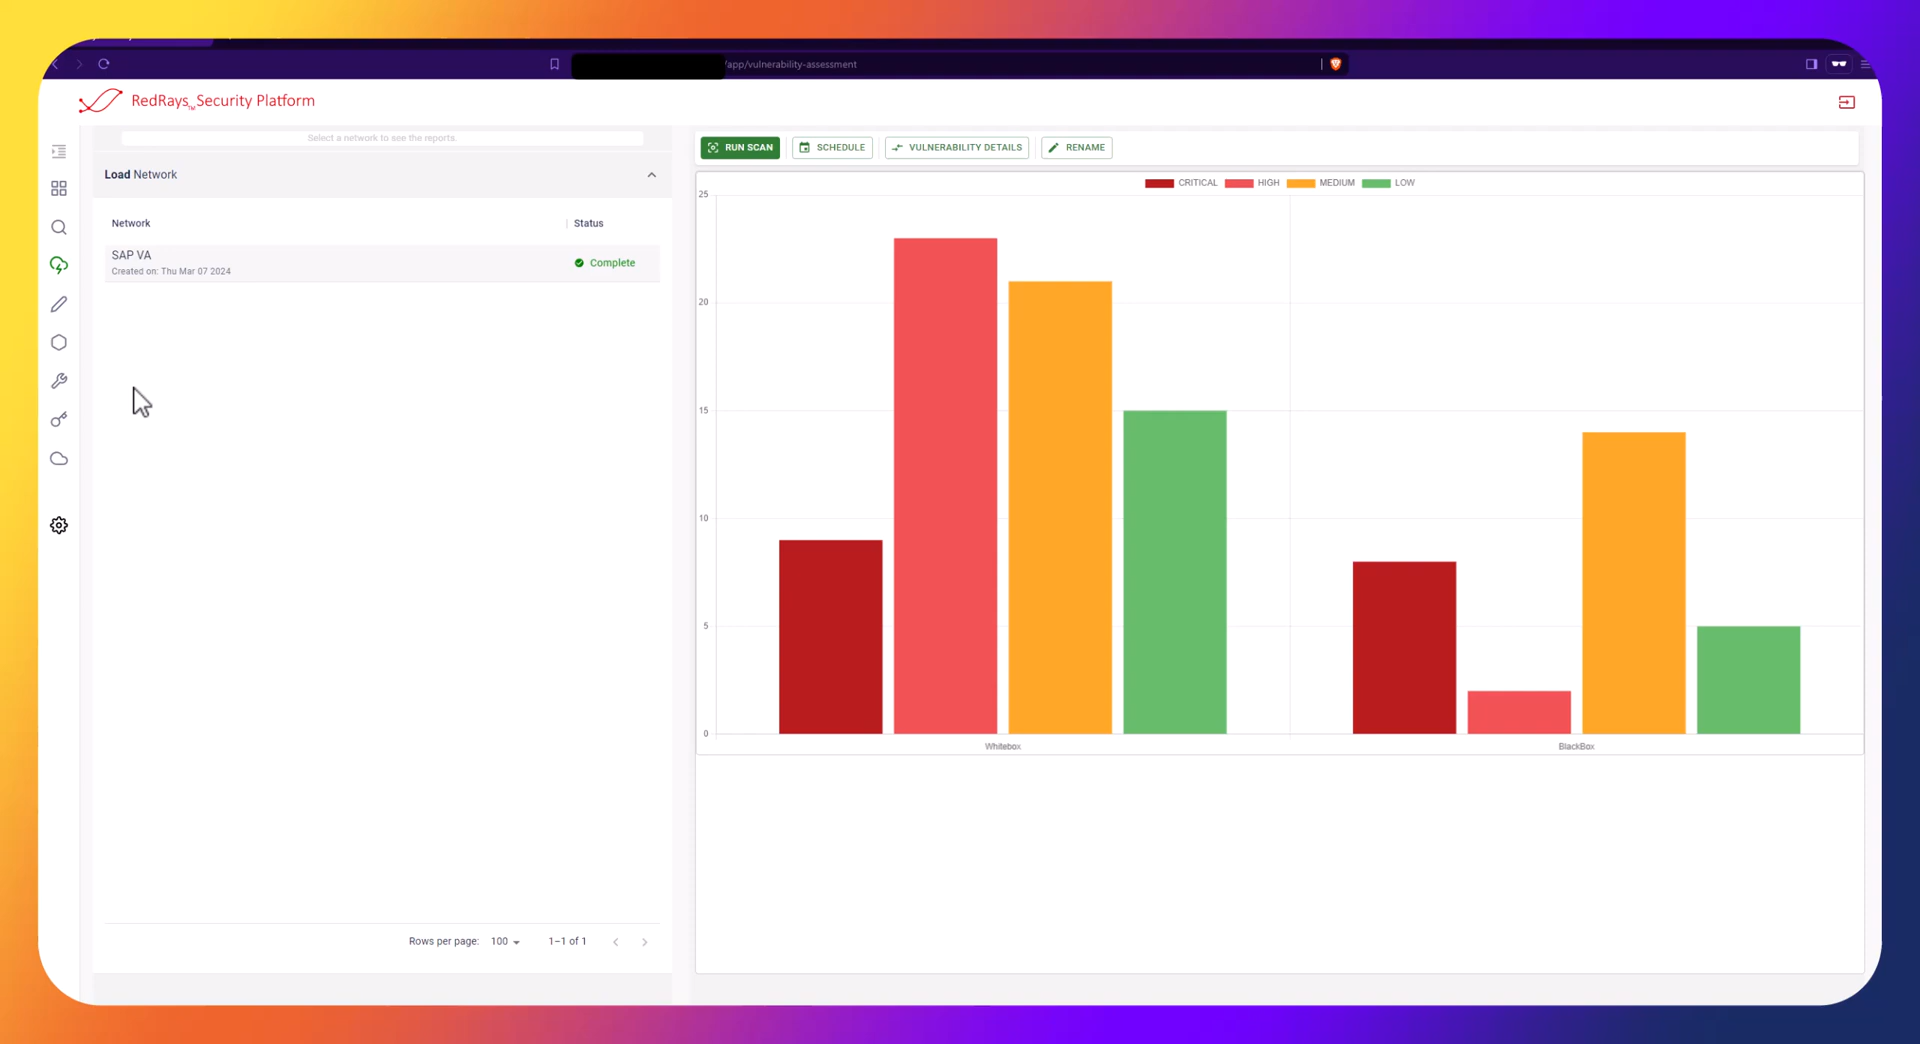 /app/vulnerability-assessment
RedRays™ Security Platform
Select a network to see the reports.
Load Network
Network
Status
SAP VA
Created on: Thu Mar 07 2024
Complete
Rows per page: 100
1–1 of 1
RUN SCAN
SCHEDULE
VULNERABILITY DETAILS
RENAME
CRITICAL HIGH MEDIUM LOW
25
20
15
10
5
0
Whitebox
BlackBox